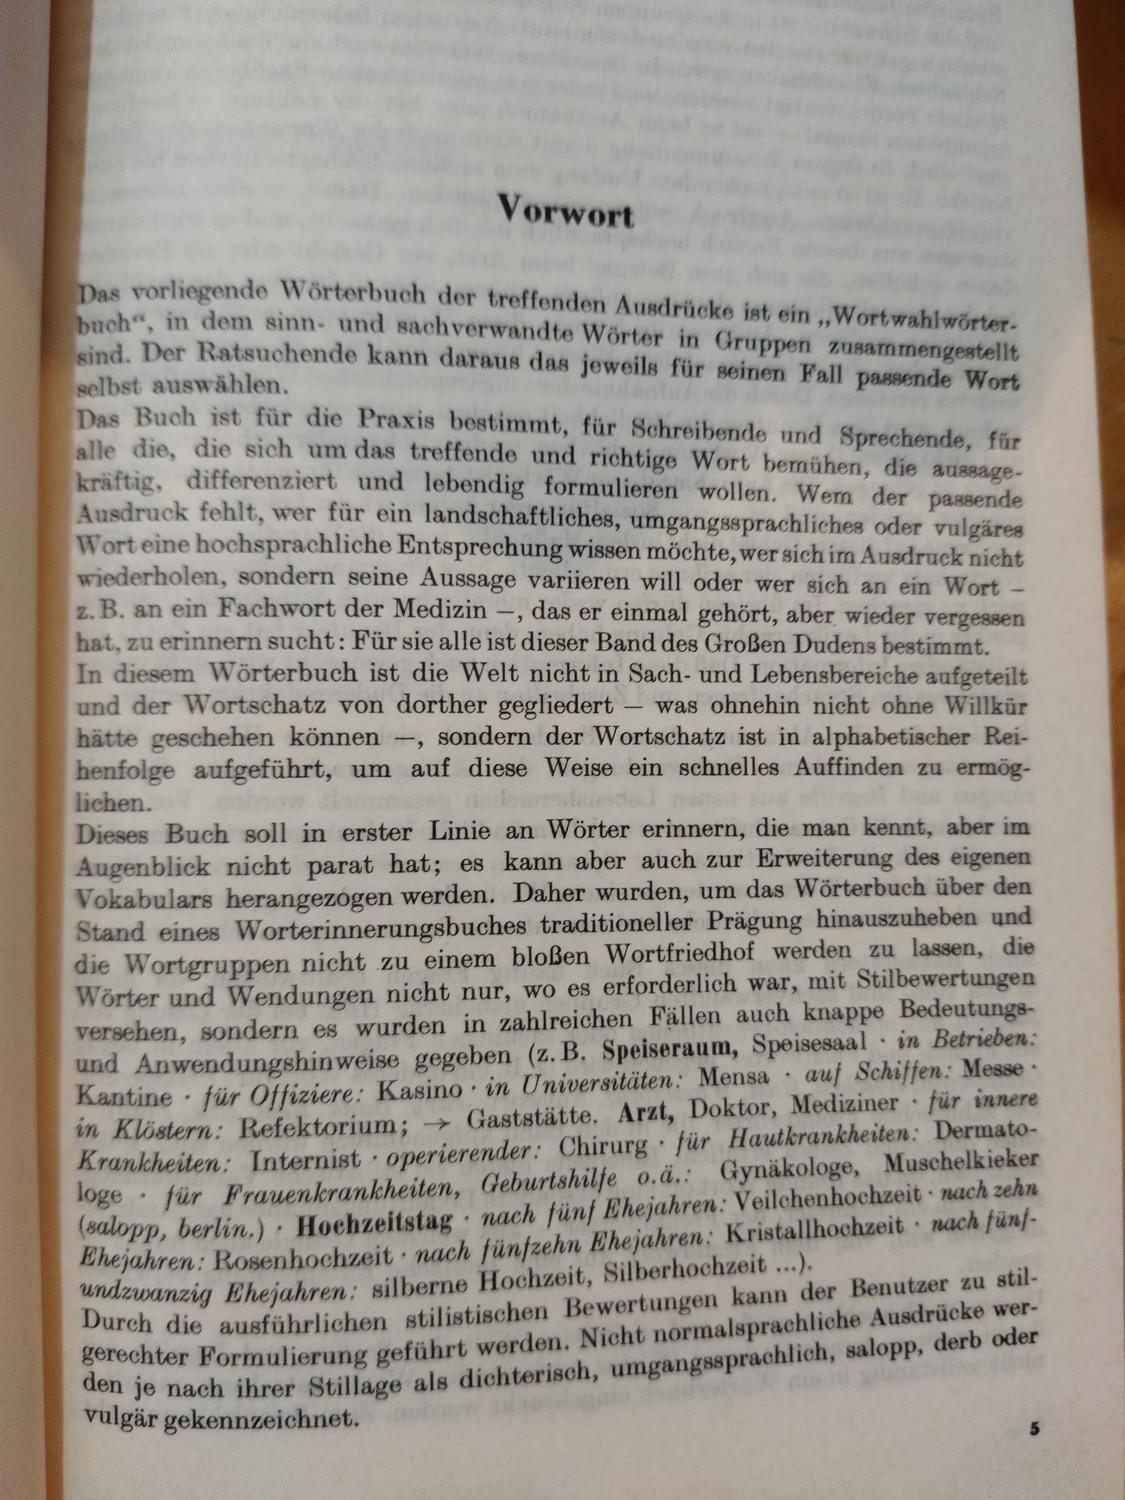 Vorwort
Das vorliegende Wörterbuch der treffenden Ausdrücke ist ein „Wortwahlwörter-
buch“, in dem sinn- und sachverwandte Wörter in Gruppen zusammengestellt
sind. Der Ratsuchende kann daraus das jeweils für seinen Fall passende Wort
selbst auswählen.
Das Buch ist für die Praxis bestimmt, für Schreibende und Sprechende, für
alle die, die sich um das treffende und richtige Wort bemühen, die aussage-
kräftig, differenziert und lebendig formulieren wollen. Wem der passende
Ausdruck fehlt, wer für ein landschaftliches, umgangssprachliches oder vulgäres
Wort eine hochsprachliche Entsprechung wissen möchte, wer sich im Ausdruck nicht
wiederholen, sondern seine Aussage variieren will oder wer sich an ein Wort –
z. B. an ein Fachwort der Medizin –, das er einmal gehört, aber wieder vergessen
hat, zu erinnern sucht: Für sie alle ist dieser Band des Großen Dudens bestimmt.
In diesem Wörterbuch ist die Welt nicht in Sach- und Lebensbereiche aufgeteilt
und der Wortschatz von dorther gegliedert – was ohnehin nicht ohne Willkür
hätte geschehen können –, sondern der Wortschatz ist in alphabetischer Rei-
henfolge aufgeführt, um auf diese Weise ein schnelles Auffinden zu ermög-
lichen.
Dieses Buch soll in erster Linie an Wörter erinnern, die man kennt, aber im
Augenblick nicht parat hat; es kann aber auch zur Erweiterung des eigenen
Vokabulars herangezogen werden. Daher wurden, um das Wörterbuch über den
Stand eines Worterinnerungsbuches traditioneller Prägung hinauszuheben und
die Wortgruppen nicht zu einem bloßen Wortfriedhof werden zu lassen, die
Wörter und Wendungen nicht nur, wo es erforderlich war, mit Stilbewertungen
versehen, sondern es wurden in zahlreichen Fällen auch knappe Bedeutungs-
und Anwendungshinweise gegeben (z. B. Speiseraum, Speisesaal · in Betrieben:
Kantine · für Offiziere: Kasino · in Universitäten: Mensa · auf Schiffen: Messe ·
in Klöstern: Refektorium; → Gaststätte. Arzt, Doktor, Mediziner · für innere
Krankheiten: Internist · operierender: Chirurg · für Hautkrankheiten: Dermato-
loge · für Frauenkrankheiten, Geburtshilfe o.ä.: Gynäkologe, Muschelkieker
(salopp, berlin.) · Hochzeitstag · nach fünf Ehejahren: Veilchenhochzeit · nach zehn
Ehejahren: Rosenhochzeit · nach fünfzehn Ehejahren: Kristallhochzeit · nach fünf-
undzwanzig Ehejahren: silberne Hochzeit, Silberhochzeit ...).
Durch die ausführlichen stilistischen Bewertungen kann der Benutzer zu stil-
gerechter Formulierung geführt werden. Nicht normalsprachliche Ausdrücke wer-
den je nach ihrer Stillage als dichterisch, umgangssprachlich, salopp, derb oder
vulgär gekennzeichnet.
5